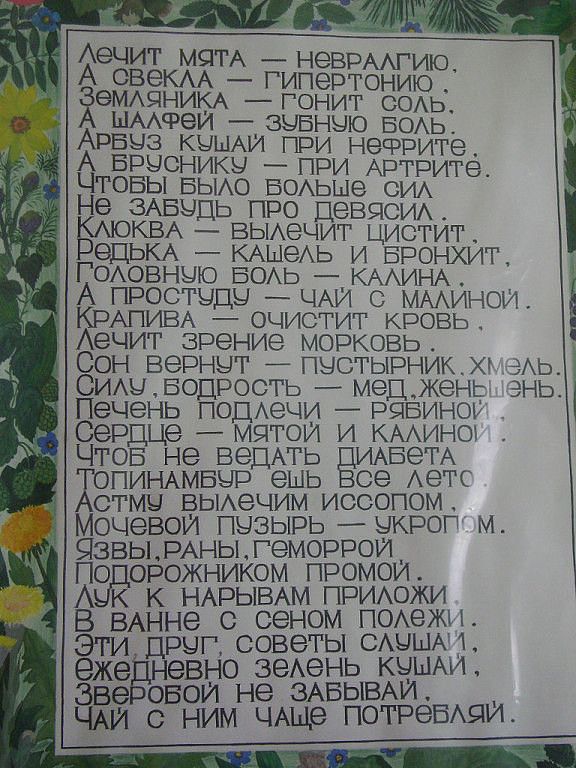 Лечит мята — невралгию,
А свекла — гипертонию,
Земляника — гонит соль,
А шалфей — зубную боль.
Арбуз кушай при нефрите,
А бруснику — при артрите.
Чтобы было больше сил
Не забудь про девясил.
Клюква — вылечит цистит,
Редька — кашель и бронхит,
Головную боль — калина,
А простуду — чай с малиной.
Крапива — очистит кровь,
Лечит зрение морковь.
Сон вернут — пустырник, хмель.
Силу, бодрость — мед, женьшень.
Печень подлечи — рябиной,
Сердце — мятой и калиной.
Чтоб не ведать диабета
Топинамбур ешь все лето.
Астму вылечим иссопом,
Мочевой пузырь — укропом.
Язвы, раны, геморрой
Подорожником промой.
Лук к нарывам приложи,
В ванне с сеном полежи.
Эти друг, советы слушай,
Ежедневно зелень кушай,
Зверобой не забывай,
Чай с ним чаще потребляй.